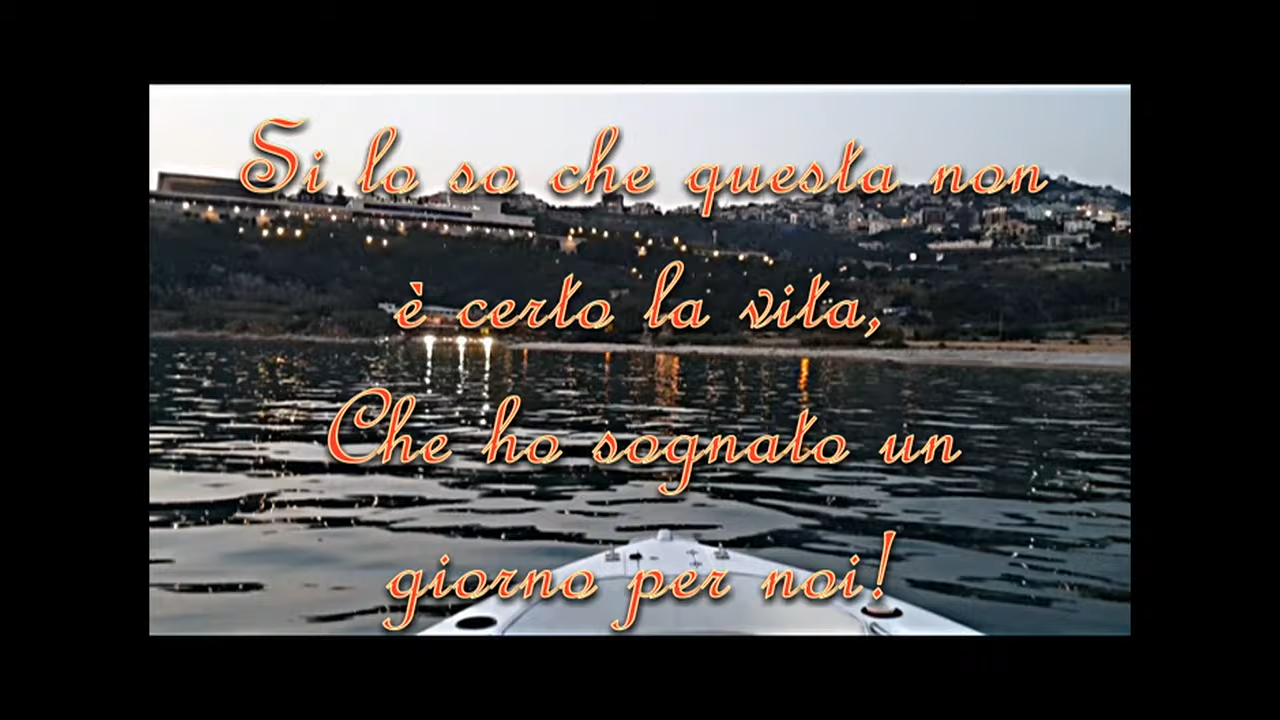 Si lo so che questa non
è certo la vita,
Che ho sognato un
giorno per noi!